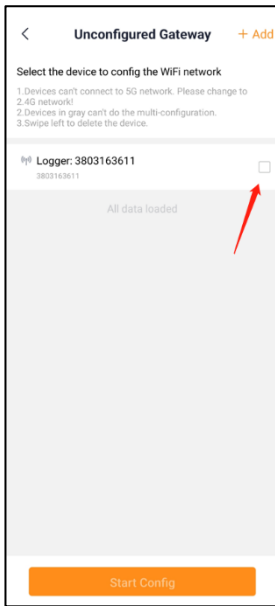 Unconfigured Gateway
+ Add
Select the device to config the WiFi network
1.Devices can't connect to 5G network. Please change to
2.4G network!
2.Devices in gray can't do the multi-configuration.
3.Swipe left to delete the device.
Logger: 3803163611
3803163611
All data loaded
Start Config